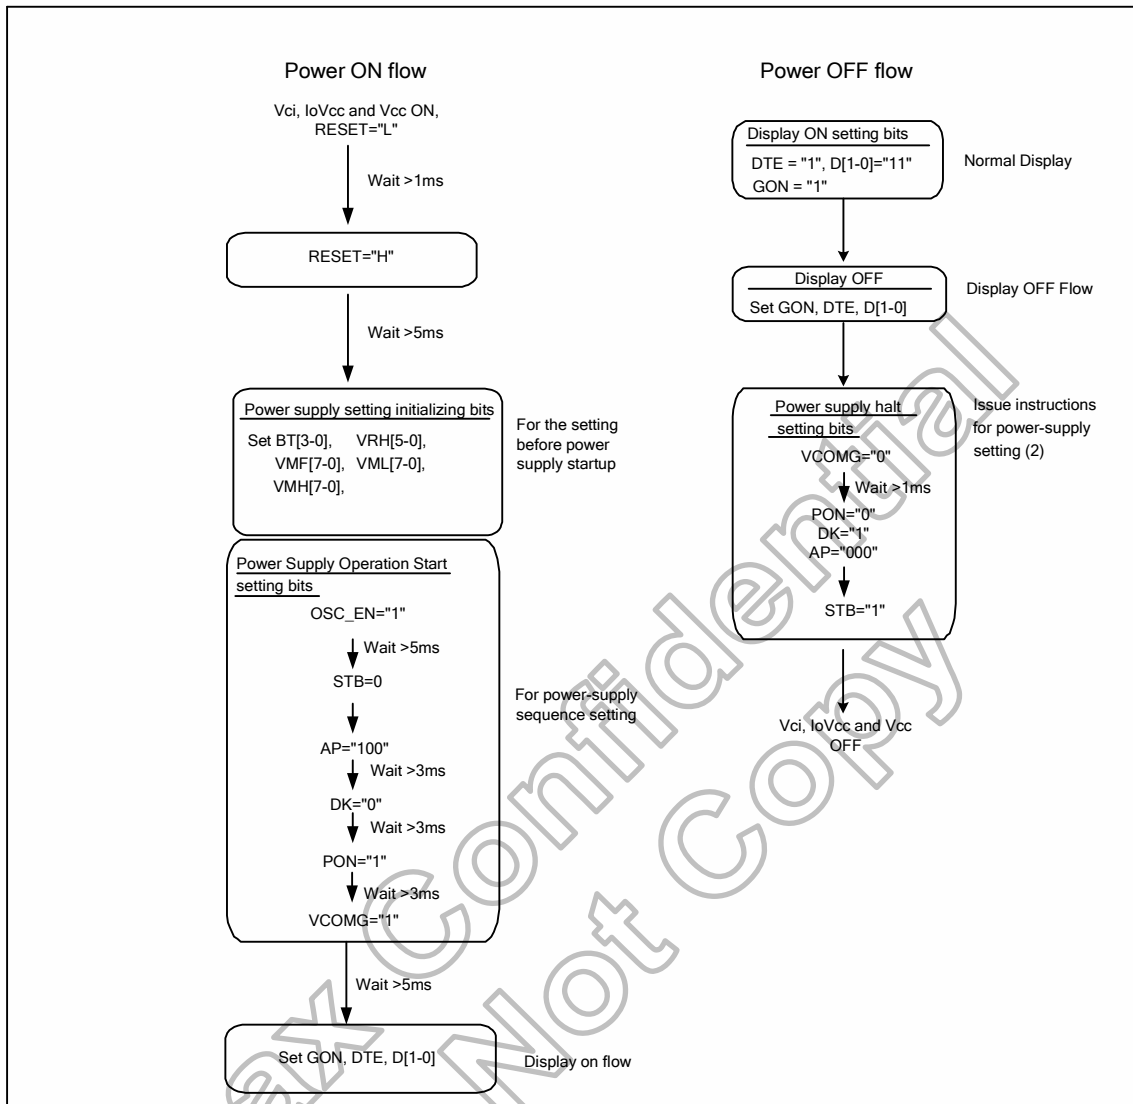 Power ON flow
Vci, IoVcc and Vcc ON,
RESET="L"
Wait >1ms
RESET="H"
Wait >5ms
Power supply setting initializing bits
Set BT[3-0], VRH[5-0],
VMF[7-0], VML[7-0],
VMH[7-0],
For the setting
before power
supply startup
Power Supply Operation Start
setting bits
OSC_EN="1"
Wait >5ms
STB=0
AP="100"
Wait >3ms
DK="0"
Wait >3ms
PON="1"
Wait >3ms
VCOMG="1"
For power-supply
sequence setting
Wait >5ms
Set GON, DTE, D[1-0]
Display on flow
Power OFF flow
Display ON setting bits
DTE = "1", D[1-0]="11"
GON = "1"
Normal Display
Display OFF
Set GON, DTE, D[1-0]
Display OFF Flow
Power supply halt
setting bits
VCOMG="0"
Wait >1ms
PON="0"
DK="1"
AP="000"
STB="1"
Issue instructions
for power-supply
setting (2)
Vci, IoVcc and Vcc
OFF
Confidential
Not Copy